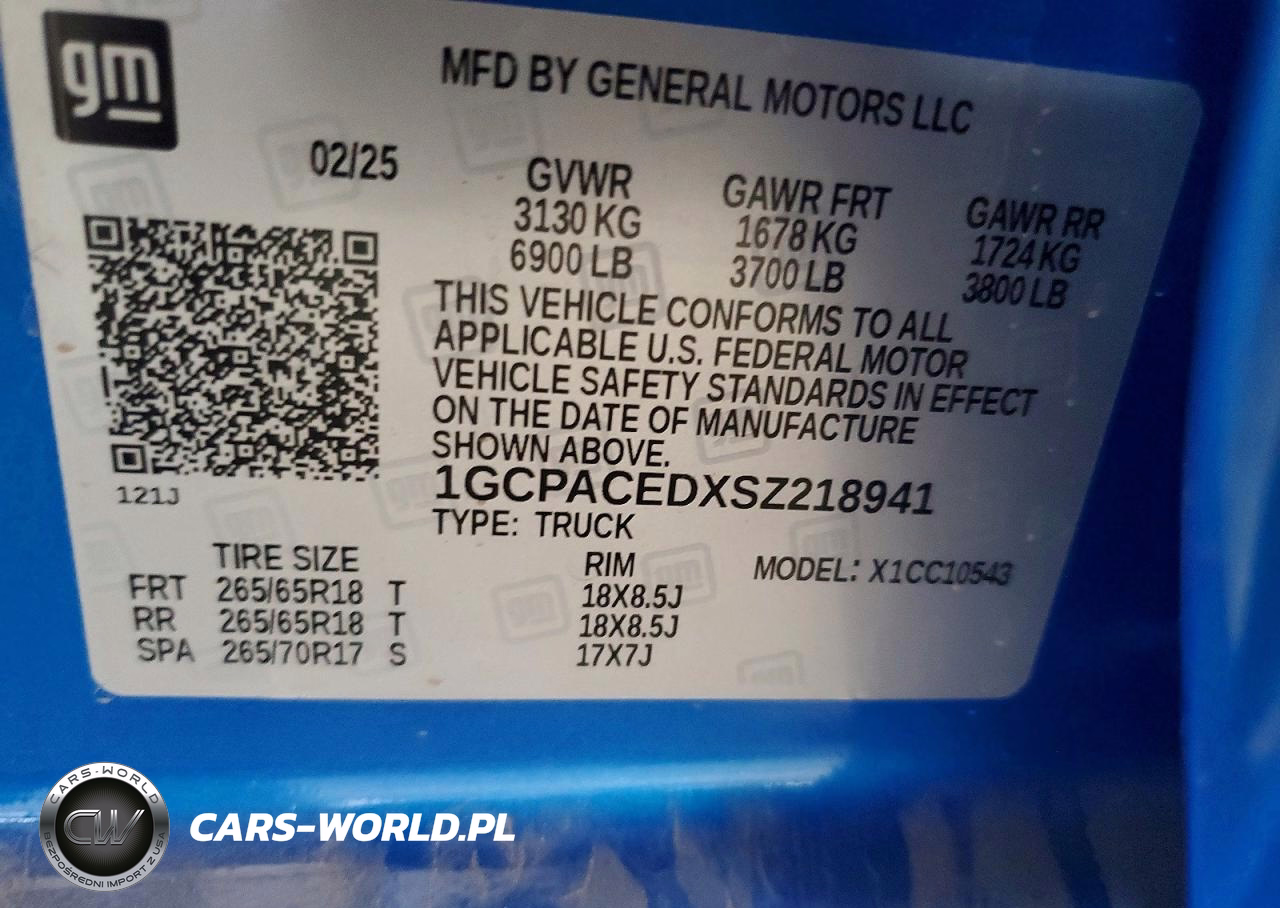 gm
MFD BY GENERAL MOTORS LLC
02/25
GVWR GAWR FRT GAWR RR
3130 KG 1678 KG 1724 KG
6900 LB 3700 LB 3800 LB
THIS VEHICLE CONFORMS TO ALL
APPLICABLE U.S. FEDERAL MOTOR
VEHICLE SAFETY STANDARDS IN EFFECT
ON THE DATE OF MANUFACTURE
SHOWN ABOVE.
1GCPACEDXSZ218941
121J
TYPE: TRUCK
TIRE SIZE RIM MODEL: X1CC10543
FRT 265/65R18 T 18X8.5J
RR 265/65R18 T 18X8.5J
SPA 265/70R17 S 17X7J
CARS-WORLD
CW
BEZPOŚREDNI IMPORT Z USA
CARS-WORLD.PL